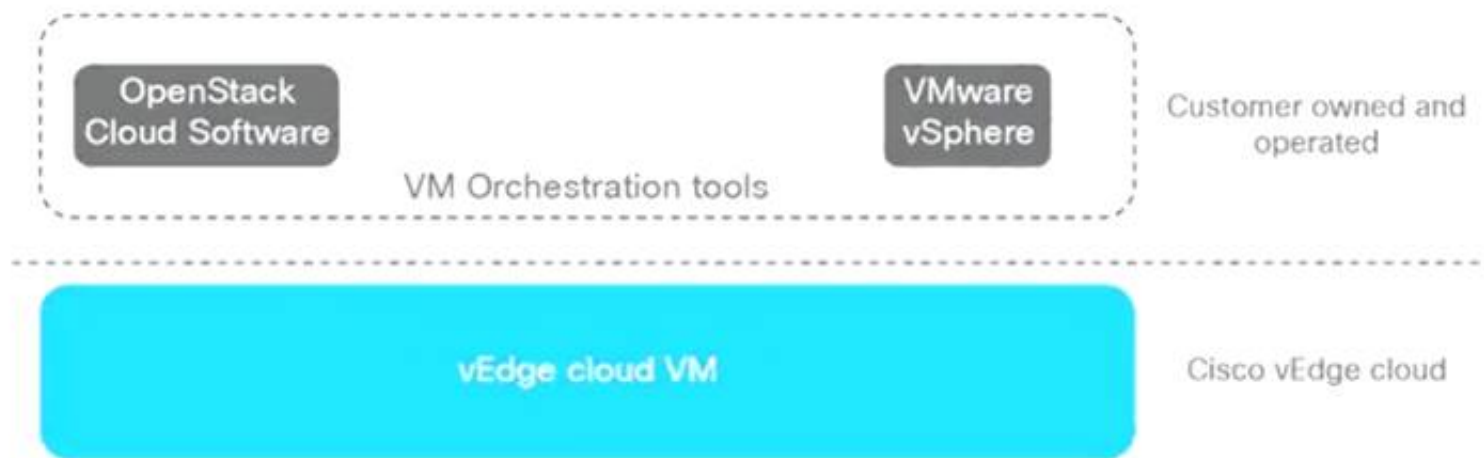 OpenStack
Cloud Software
VMware
vSphere
Customer owned and
operated
VM Orchestration tools
vEdge cloud VM
Cisco vEdge cloud